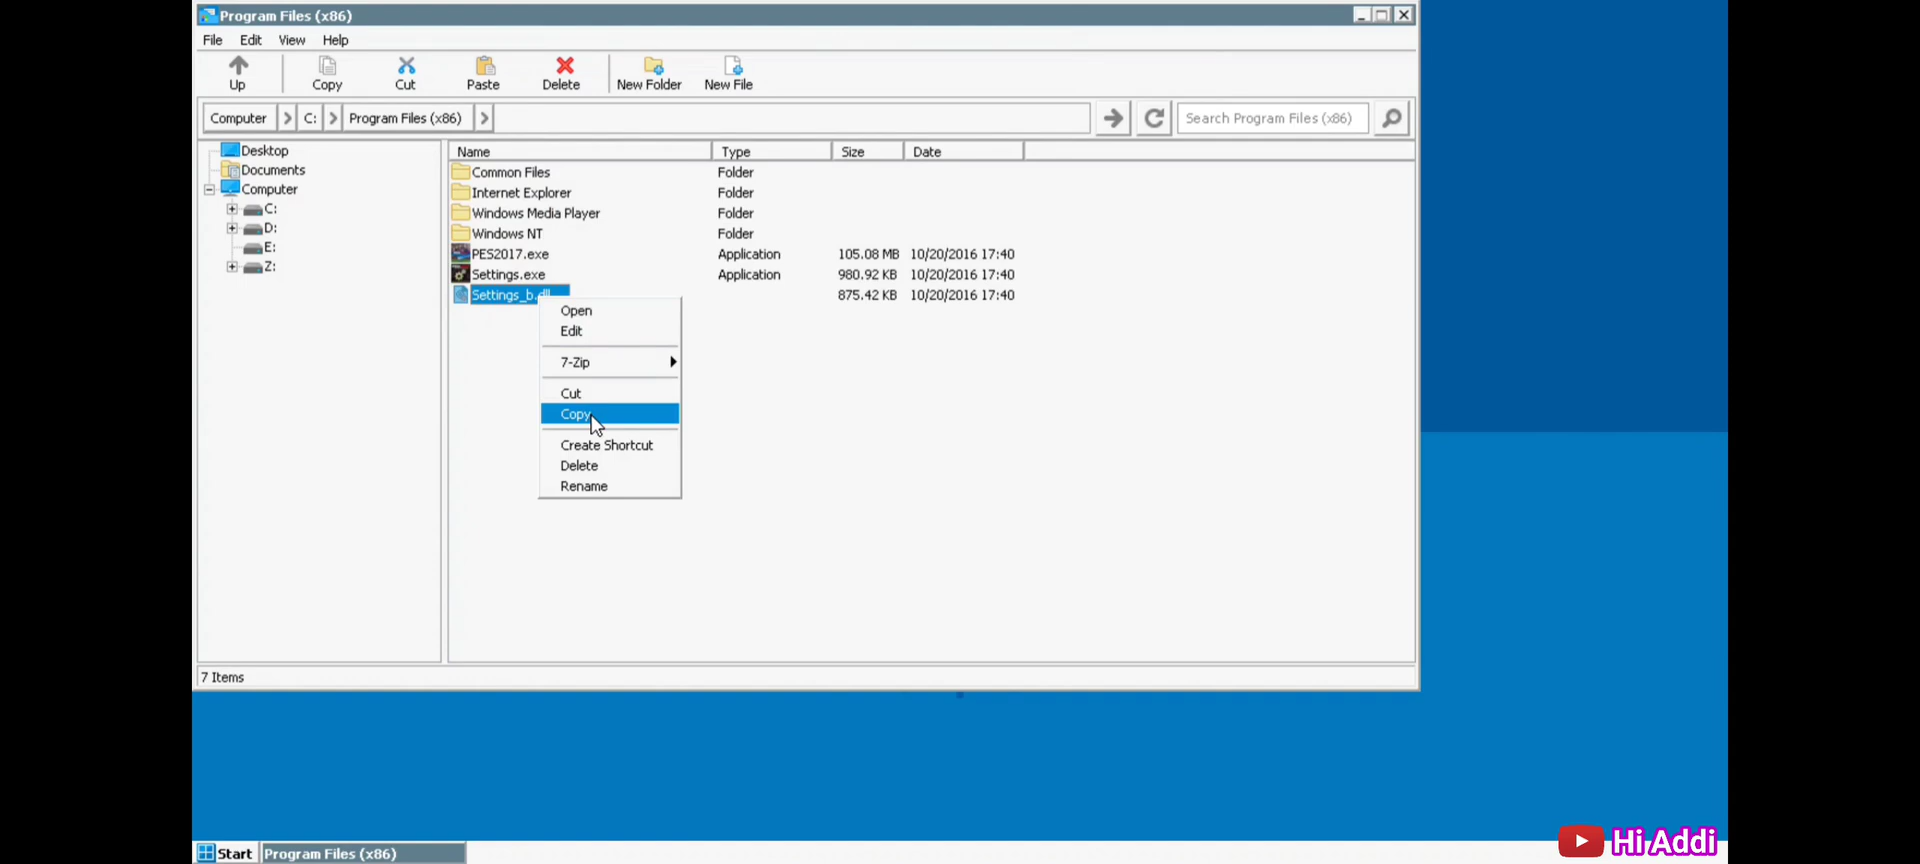 Program Files (x86)
File Edit View Help
Up Copy Cut Paste Delete New Folder New File
Computer C: Program Files (x86) Search Program Files (x86)
Desktop
Documents
Computer
C:
D:
E:
Z:
Name Type Size Date
Common Files Folder
Internet Explorer Folder
Windows Media Player Folder
Windows NT Folder
PES2017.exe Application 105.08 MB 10/20/2016 17:40
Settings.exe Application 980.92 KB 10/20/2016 17:40
Settings_b.dll 875.42 KB 10/20/2016 17:40
Open
Edit
7-Zip
Cut
Copy
Create Shortcut
Delete
Rename
7 Items
Start Program Files (x86)
Hi Addi